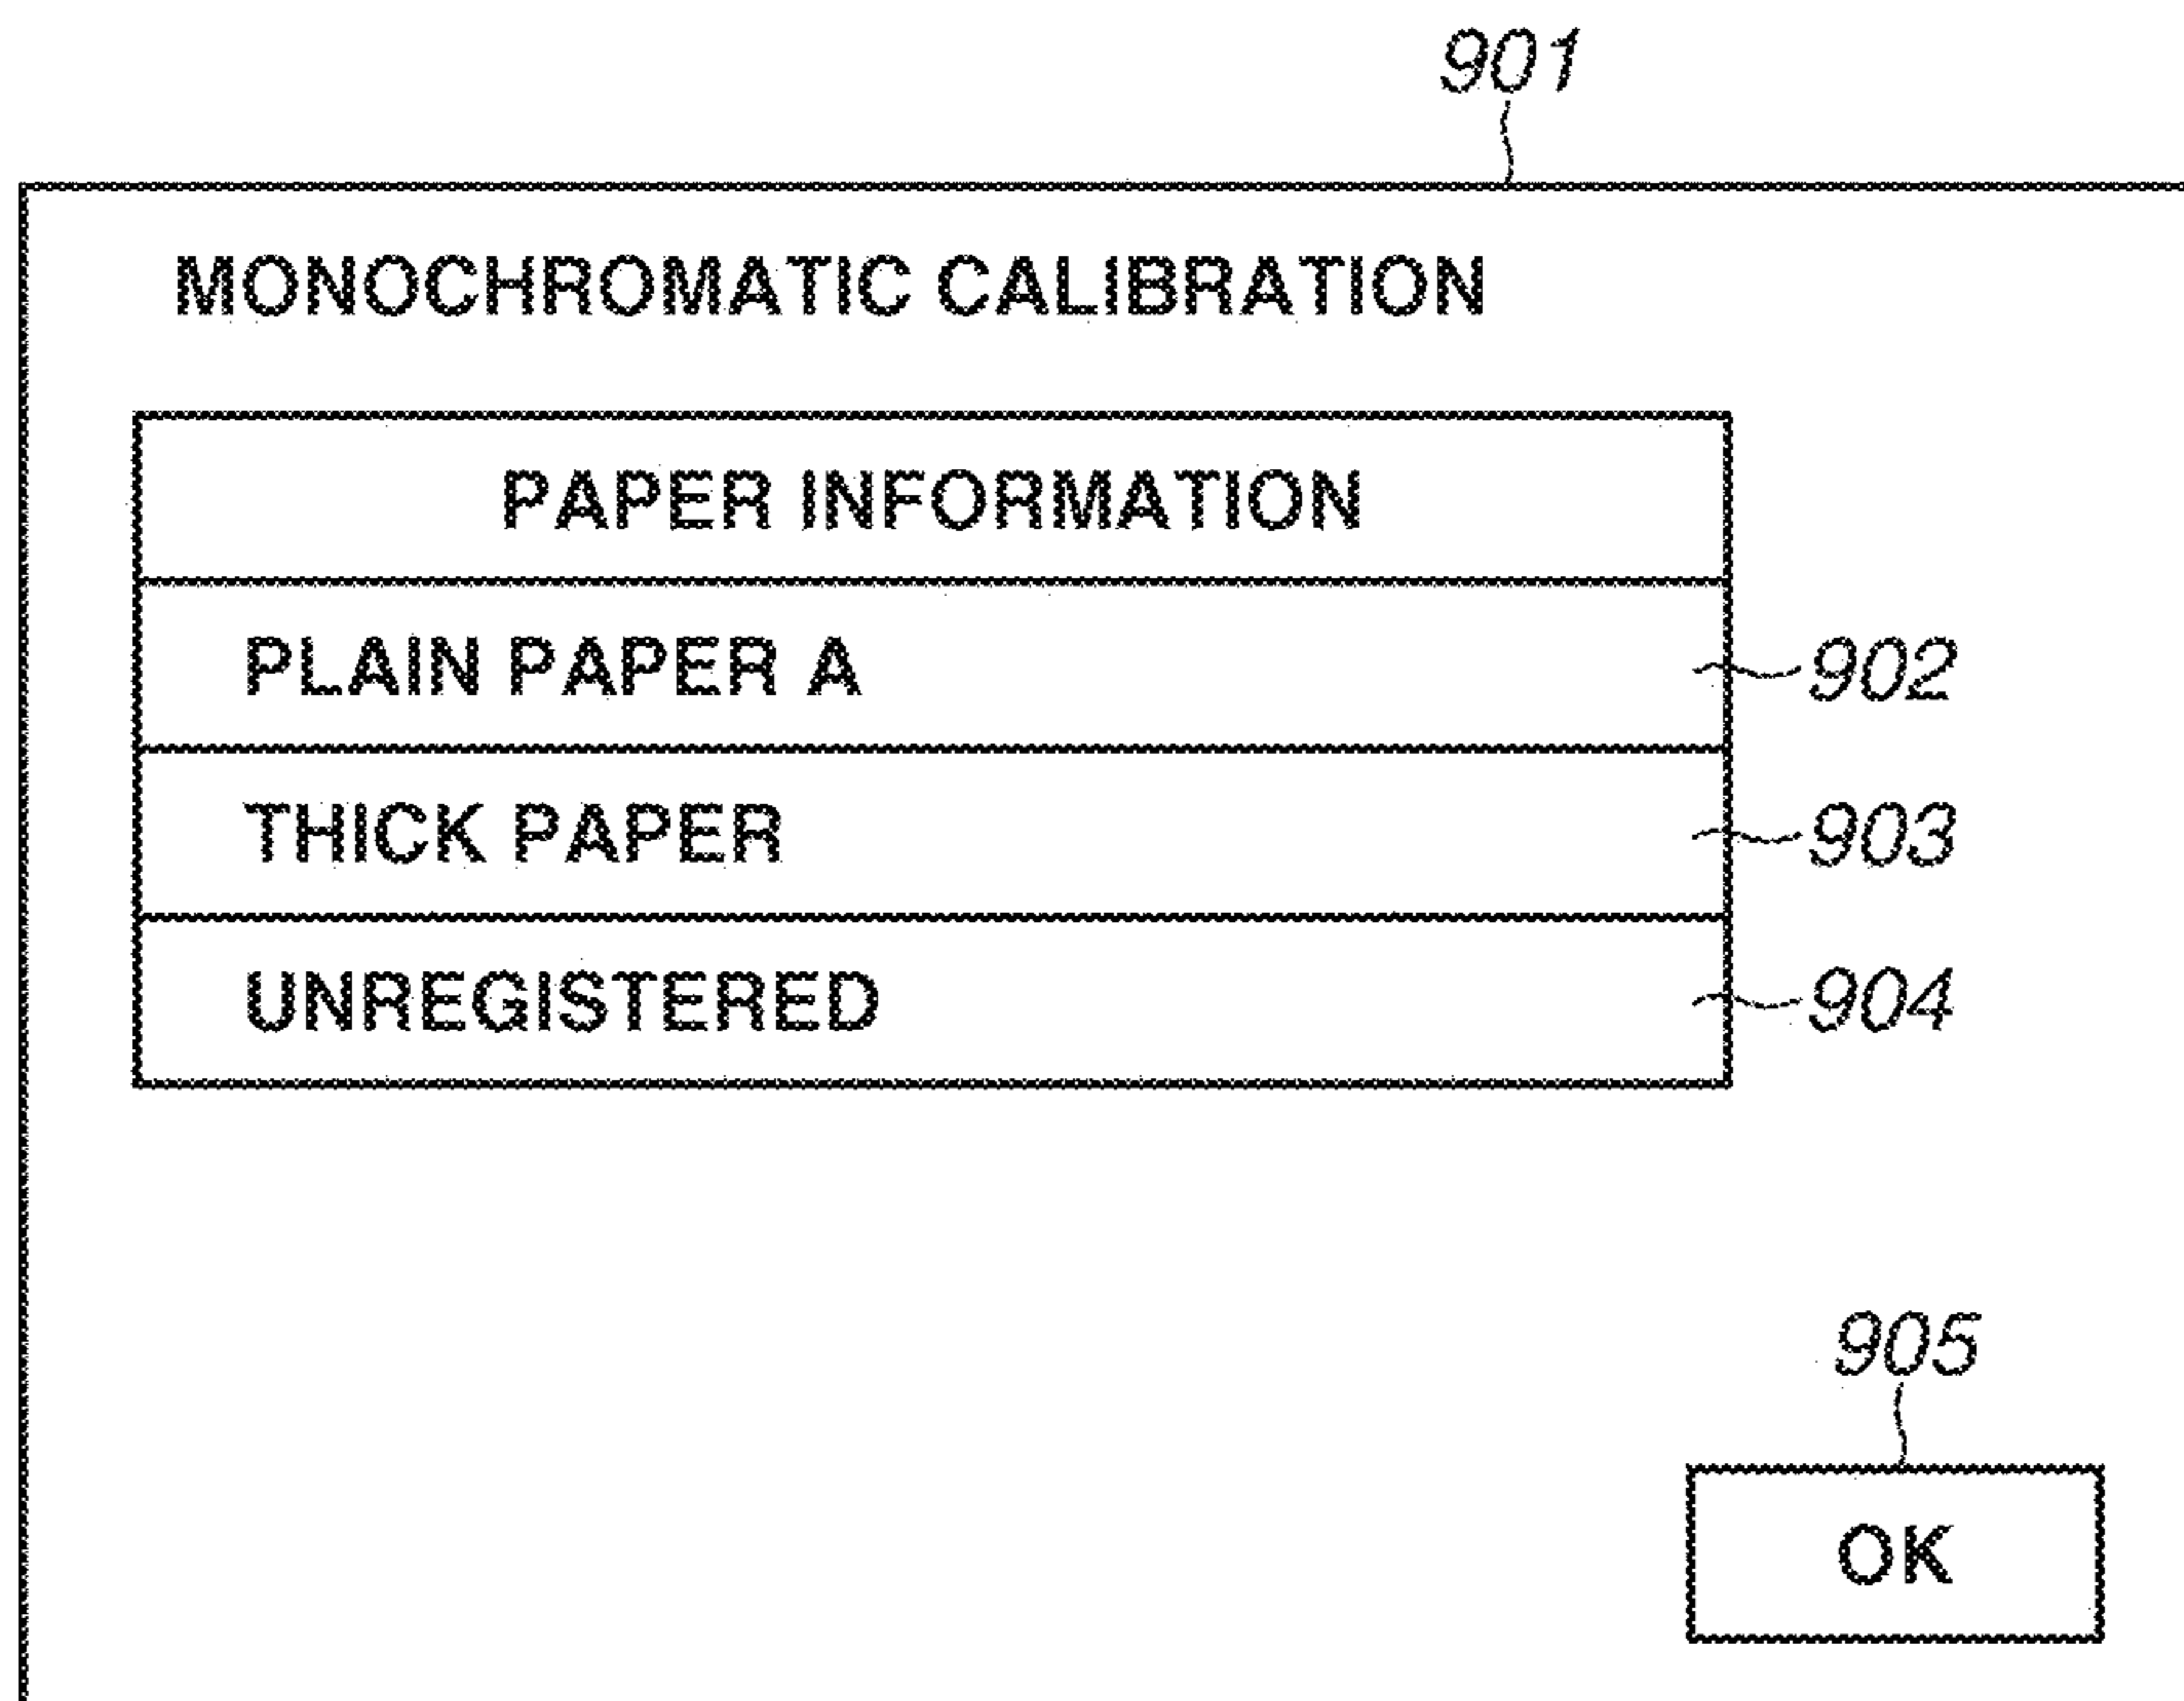 901
MONOCHROMATIC CALIBRATION
PAPER INFORMATION
PLAIN PAPER A 902
THICK PAPER 903
UNREGISTERED 904
905
OK